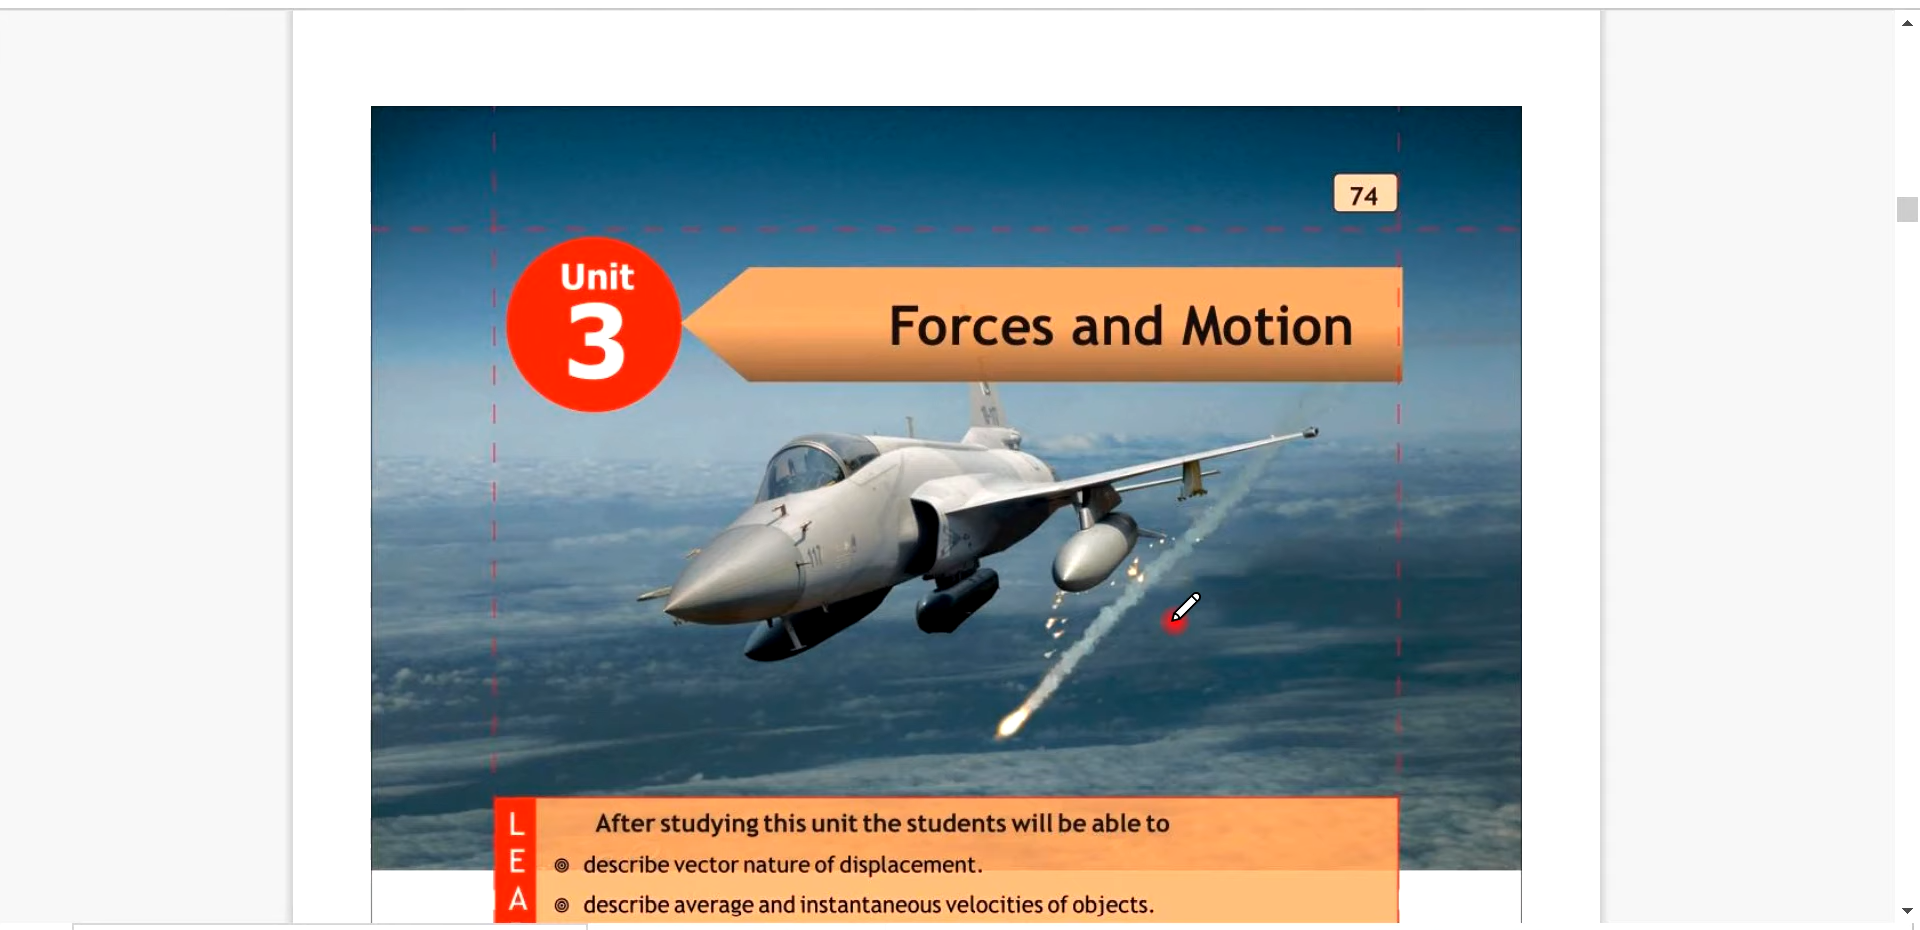 74
Unit
3
Forces and Motion
117
L
E
A
After studying this unit the students will be able to
describe vector nature of displacement.
describe average and instantaneous velocities of objects.